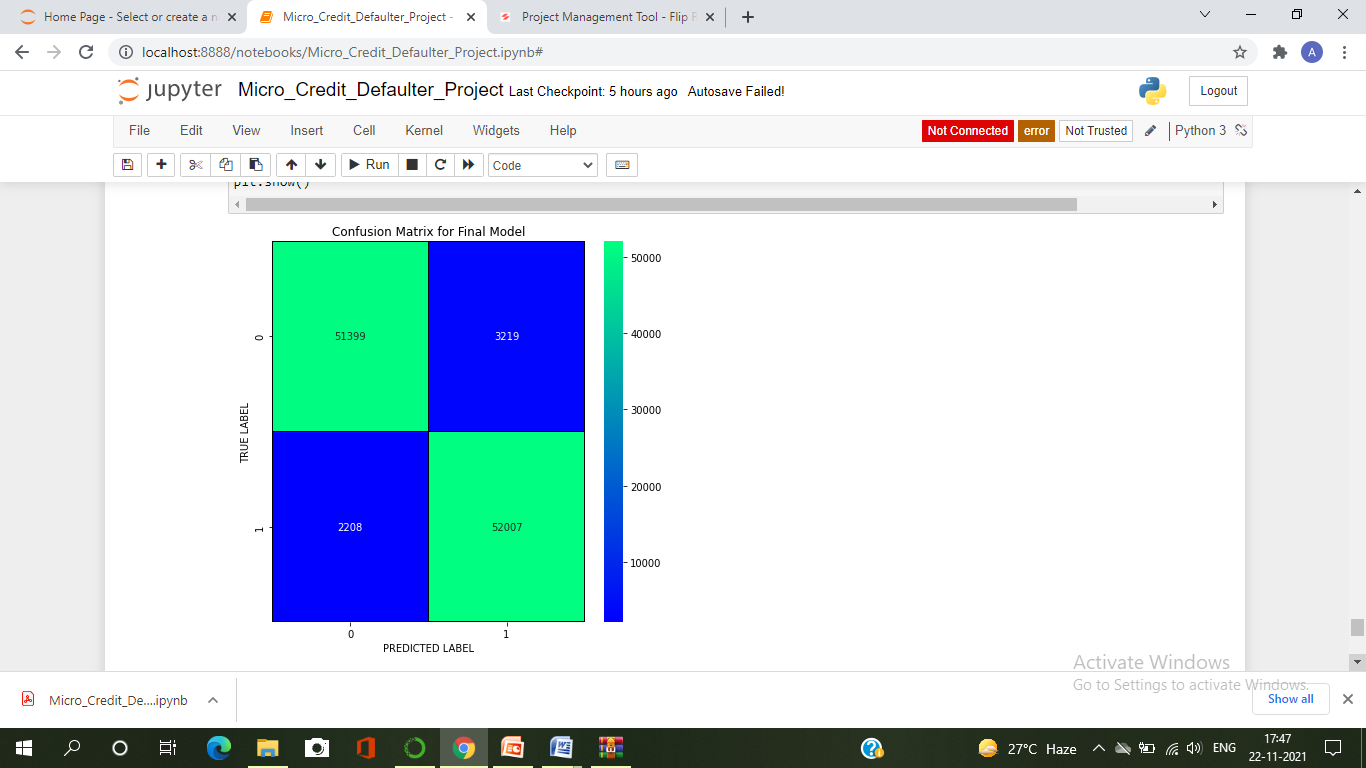 Home Page - Select or create a n
Micro_Credit_Defaulter_Project -
Project Management Tool - Flip
localhost:8888/notebooks/Micro_Credit_Defaulter_Project.ipynb#
A
jupyter Micro_Credit_Defaulter_Project Last Checkpoint: 5 hours ago Autosave Failed!
Logout
File Edit View Insert Cell Kernel Widgets Help
Not Connected error Not Trusted Python 3
Run Code
plt.show()
Confusion Matrix for Final Model
50000
40000
30000
20000
10000
51399 3219
2208 52007
0
1
TRUE LABEL
0 1
PREDICTED LABEL
Activate Windows
Go to Settings to activate Windows.
Micro_Credit_De....ipynb
Show all
27°C Haze
ENG
17:47
22-11-2021